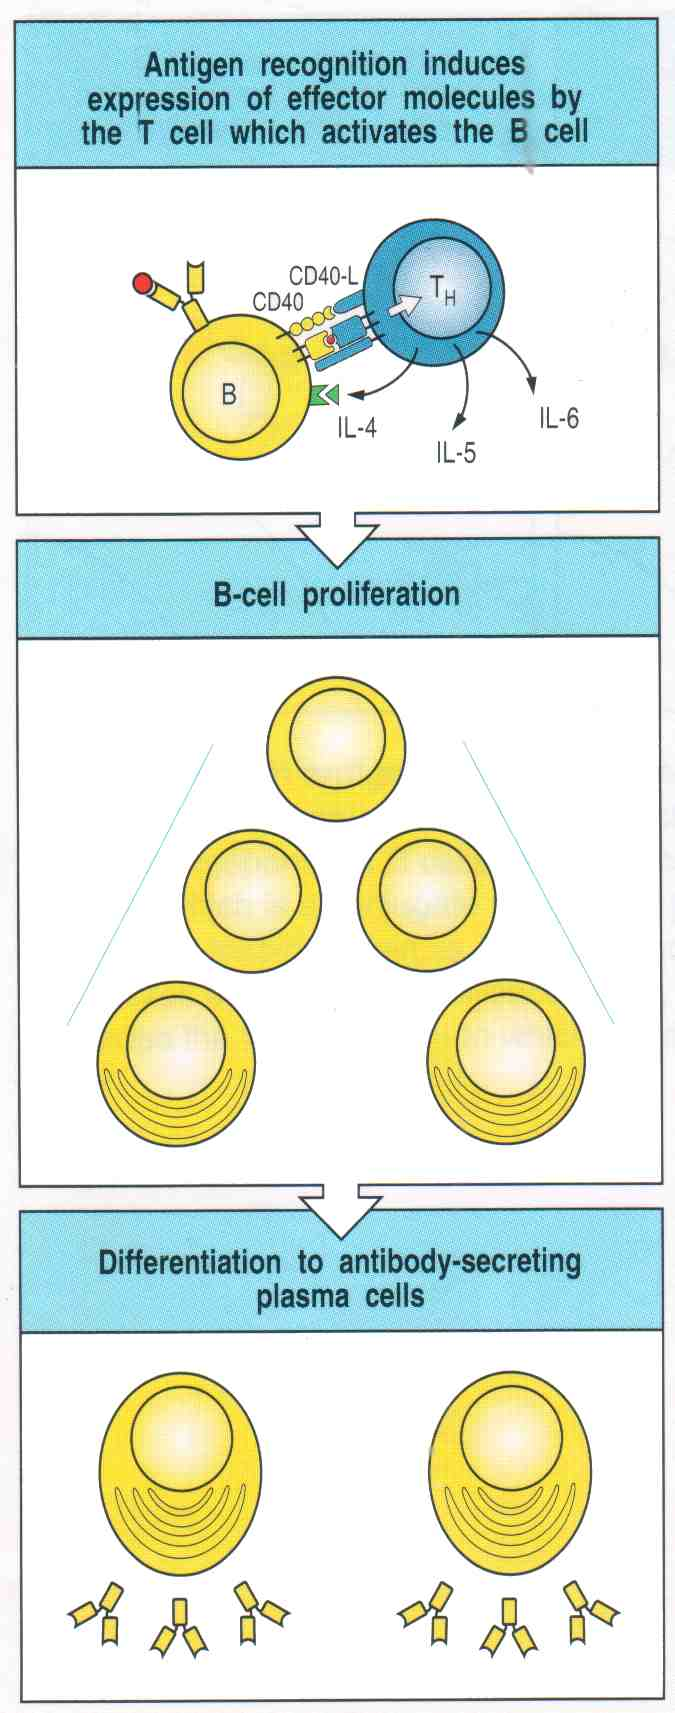 Antigen recognition induces
expression of effector molecules by
the T cell which activates the B cell
CD40-L
CD40
TH
B
IL-4
IL-5
IL-6
B-cell proliferation
Differentiation to antibody-secreting
plasma cells